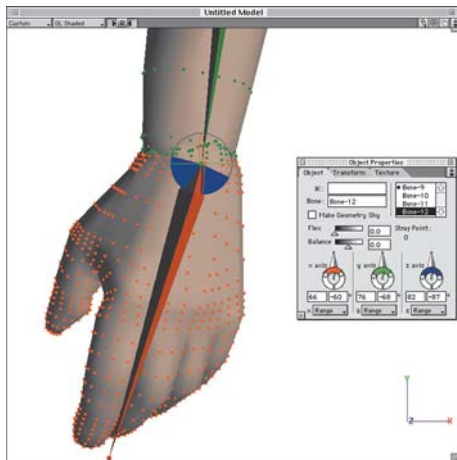 Untitled Model
Custom GL Shaded
Object Properties
Object Transform Texture
IK:
Bone-9
Bone-10
Bone-11
Bone: Bone-12
Bone-12
Make Geometry Shy
Flex 0.0 Stray Point:
Balance 0.0 0
x axis y axis z axis
66 -60 ° 76 -68 ° 82 -87 °
Range Range Range
Y
Z X